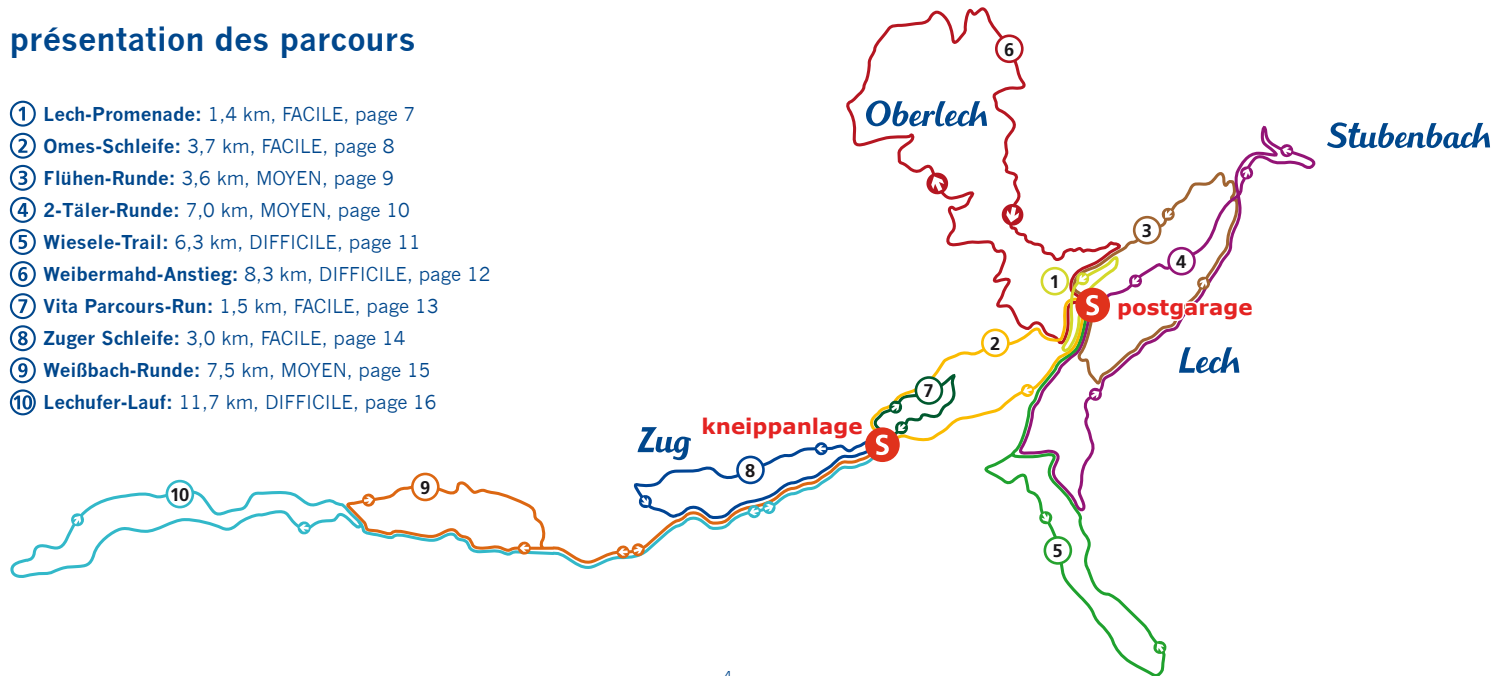 présentation des parcours
1 Lech-Promenade: 1,4 km, FACILE, page 7
2 Omes-Schleife: 3,7 km, FACILE, page 8
3 Flühen-Runde: 3,6 km, MOYEN, page 9
4 2-Täler-Runde: 7,0 km, MOYEN, page 10
5 Wiesele-Trail: 6,3 km, DIFFICILE, page 11
6 Weibermahd-Anstieg: 8,3 km, DIFFICILE, page 12
7 Vita Parcours-Run: 1,5 km, FACILE, page 13
8 Zuger Schleife: 3,0 km, FACILE, page 14
9 Weißbach-Runde: 7,5 km, MOYEN, page 15
10 Lechufer-Lauf: 11,7 km, DIFFICILE, page 16
6
Oberlech
Stubenbach
3
4
1
S postgarage
2
Lech
7
kneippanlage S
Zug
8
9
10
5